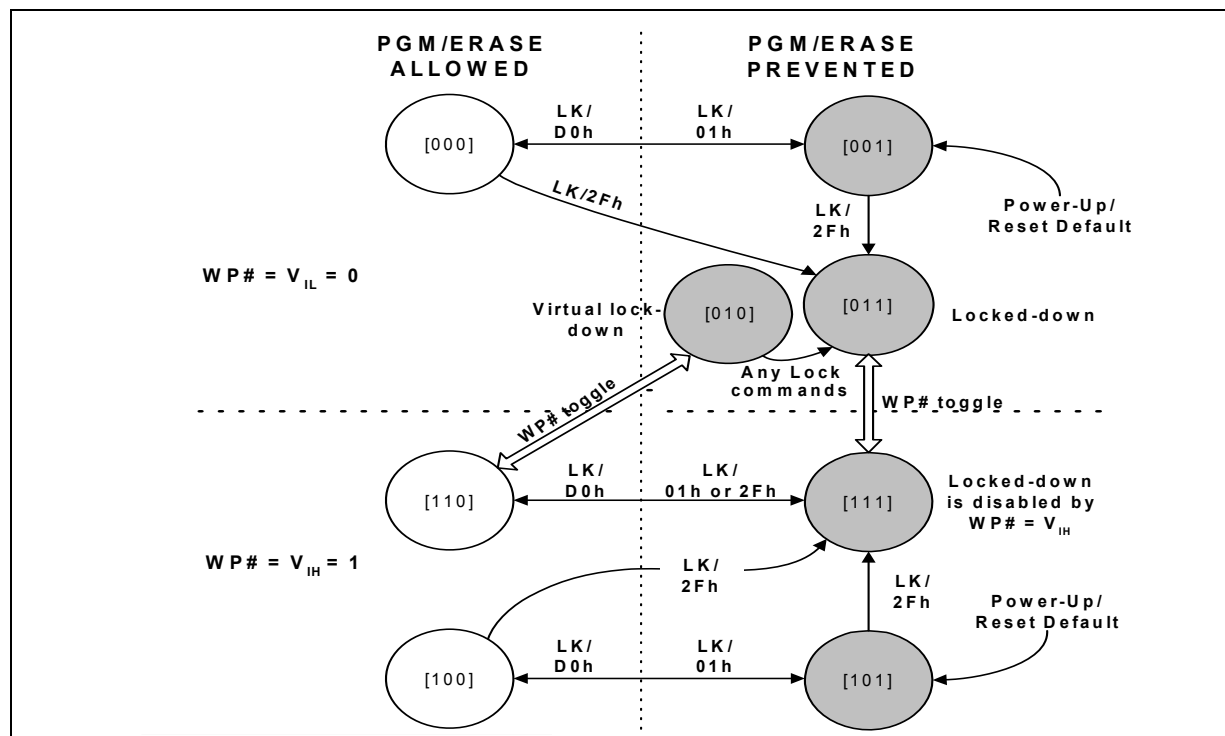 PGM/ERASE
ALLOWED
PGM/ERASE
PREVENTED
LK/
D0h
LK/
01h
[000]
[001]
LK/2Fh
LK/
2Fh
Power-Up/
Reset Default
WP# = VIL = 0
Virtual lock-
down
[010]
[011]
Locked-down
Any Lock
commands
WP# toggle
WP# toggle
LK/
D0h
LK/
01h or 2Fh
[110]
[111]
Locked-down
is disabled by
WP# = VIH
WP# = VIH = 1
LK/
2Fh
LK/
2Fh
Power-Up/
Reset Default
LK/
D0h
LK/
01h
[100]
[101]